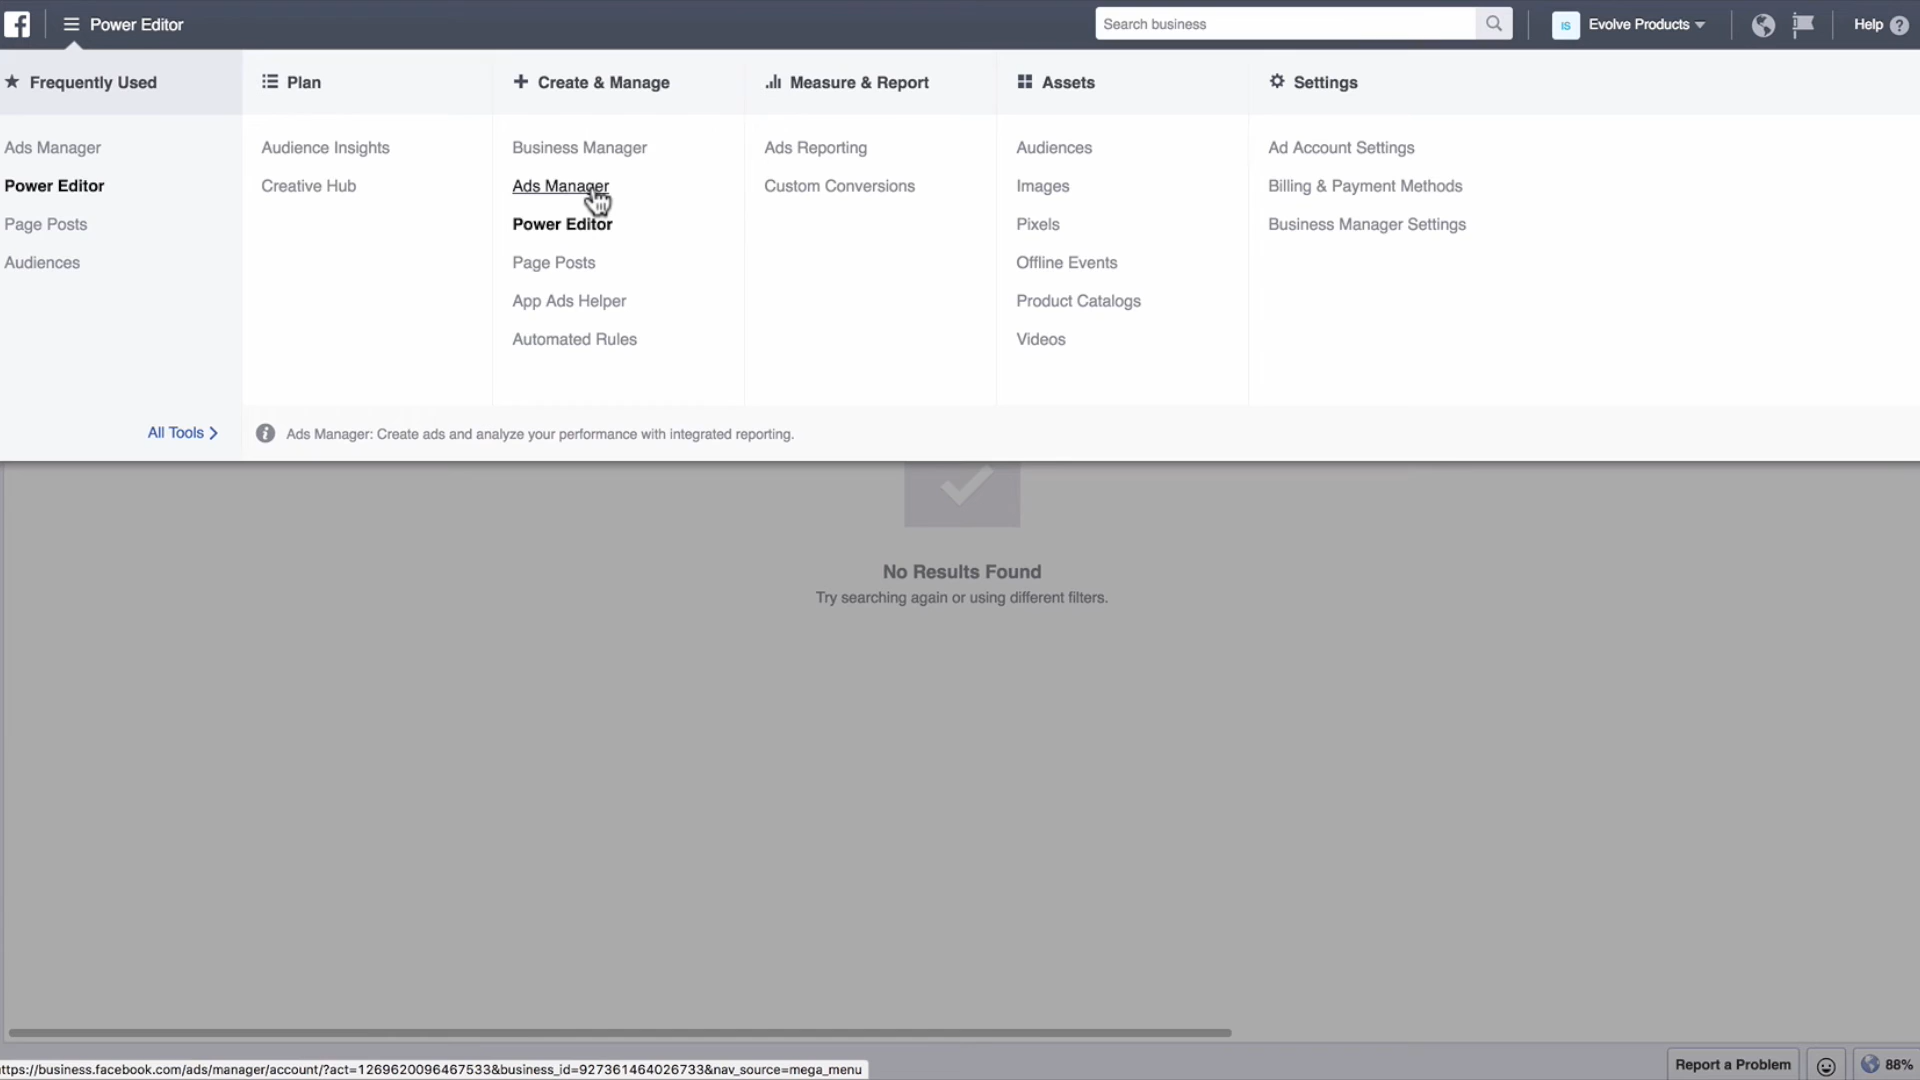 Power Editor
Search business
IS
Evolve Products
Help ?
Frequently Used
Ads Manager
Power Editor
Page Posts
Audiences
All Tools
Plan
Audience Insights
Creative Hub
Create & Manage
Business Manager
Ads Manager
Power Editor
Page Posts
App Ads Helper
Automated Rules
Measure & Report
Ads Reporting
Custom Conversions
Assets
Audiences
Images
Pixels
Offline Events
Product Catalogs
Videos
Settings
Ad Account Settings
Billing & Payment Methods
Business Manager Settings
Ads Manager: Create ads and analyze your performance with integrated reporting.
No Results Found
Try searching again or using different filters.
ttps://business.facebook.com/ads/manager/account/?act=1269620096467533&business_id=927361464026733&nav_source=mega_menu
Report a Problem
88%